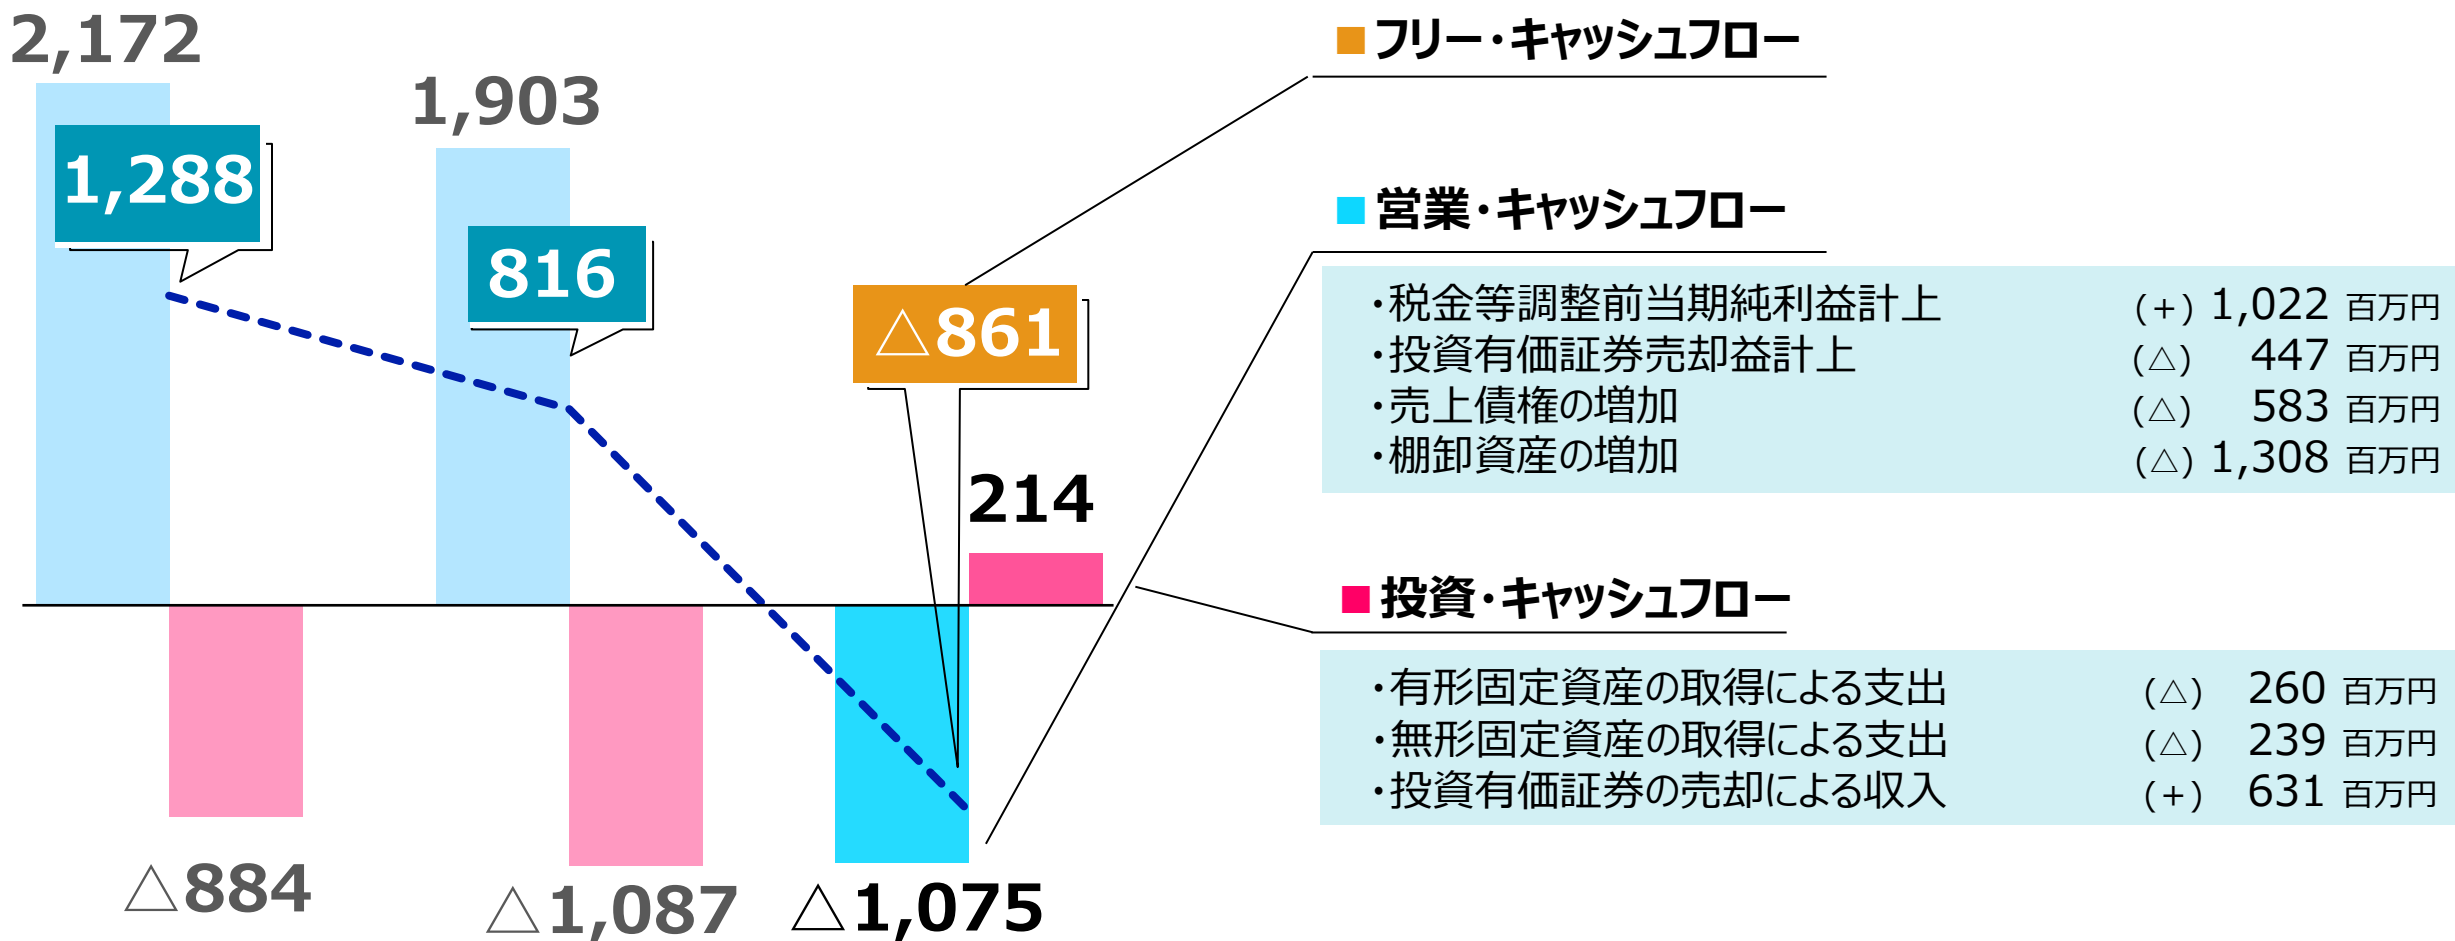 2,172
1,903
1,288
816
△861
214
△884
△1,087
△1,075
■フリー・キャッシュフロー
■営業・キャッシュフロー
・税金等調整前当期純利益計上 (+) 1,022 百万円
・投資有価証券売却益計上 (△) 447 百万円
・売上債権の増加 (△) 583 百万円
・棚卸資産の増加 (△) 1,308 百万円
■投資・キャッシュフロー
・有形固定資産の取得による支出 (△) 260 百万円
・無形固定資産の取得による支出 (△) 239 百万円
・投資有価証券の売却による収入 (+) 631 百万円